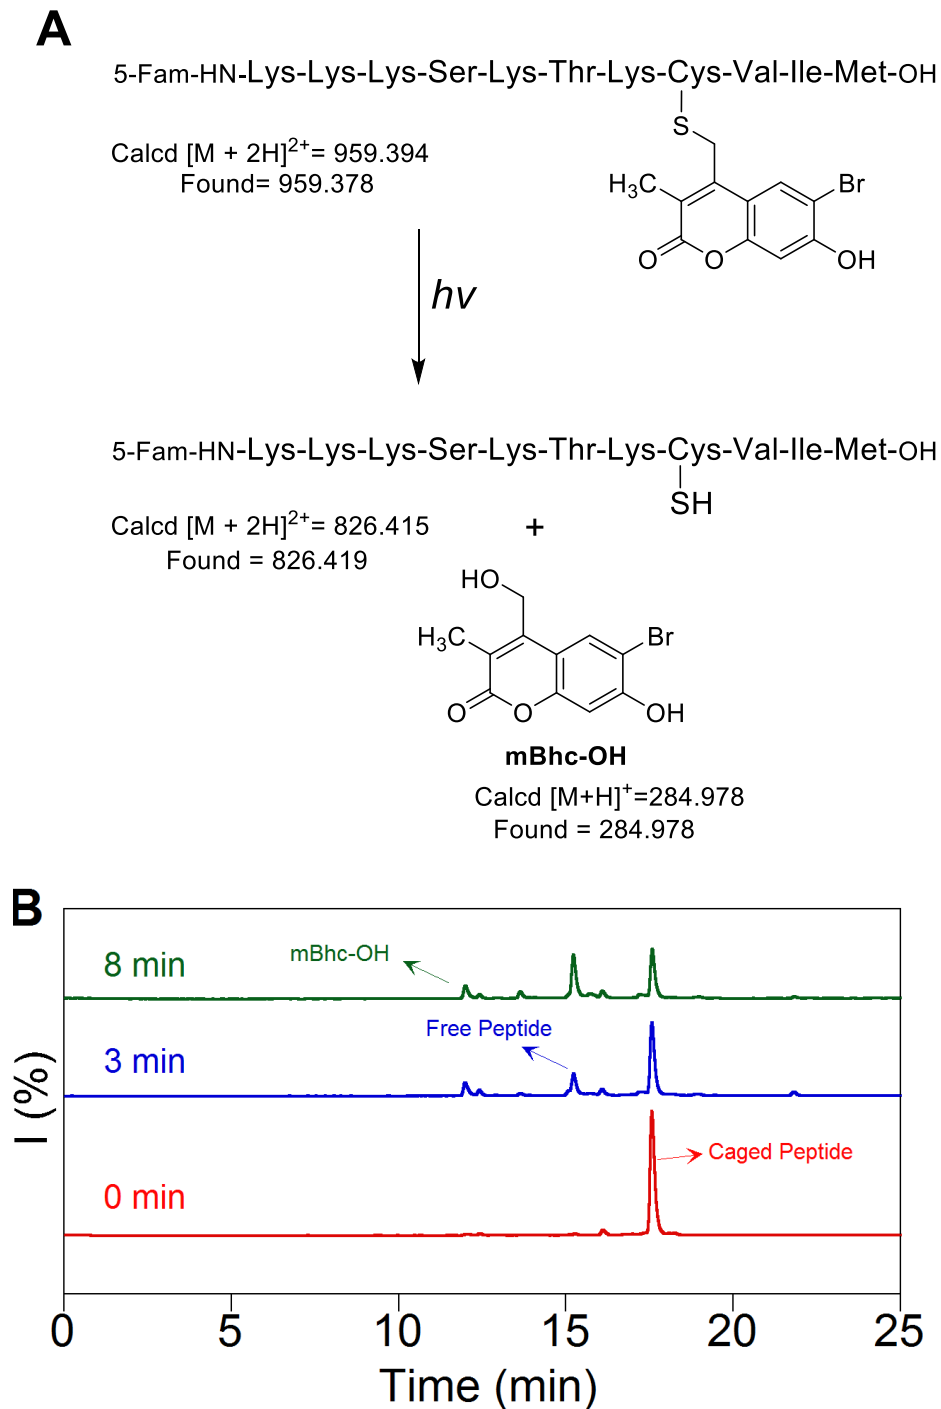 A
5-Fam-HN-Lys-Lys-Lys-Ser-Lys-Thr-Lys-Cys-Val-Ile-Met-OH
S
Calcd [M + 2H]²⁺= 959.394
Found= 959.378
H₃C
Br
O
O
OH
hν
5-Fam-HN-Lys-Lys-Lys-Ser-Lys-Thr-Lys-Cys-Val-Ile-Met-OH
SH
Calcd [M + 2H]²⁺= 826.415
+
Found = 826.419
HO
H₃C
Br
O
O
OH
mBhc-OH
Calcd [M+H]⁺=284.978
Found = 284.978
B
8 min
mBhc-OH
3 min
Free Peptide
0 min
Caged Peptide
I (%)
0 5 10 15 20 25
Time (min)